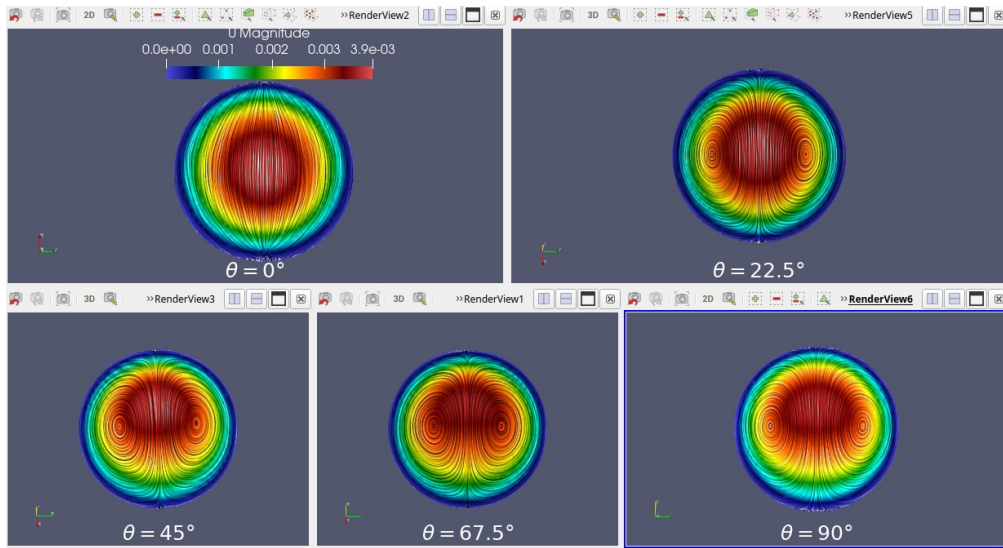 2D
»RenderView2
3D
»RenderView5
U Magnitude
0.0e+00 0.001 0.002 0.003 3.9e-03
θ = 0°
θ = 22.5°
3D
»RenderView3
3D
»RenderView1
2D
»RenderView6
θ = 45°
θ = 67.5°
θ = 90°